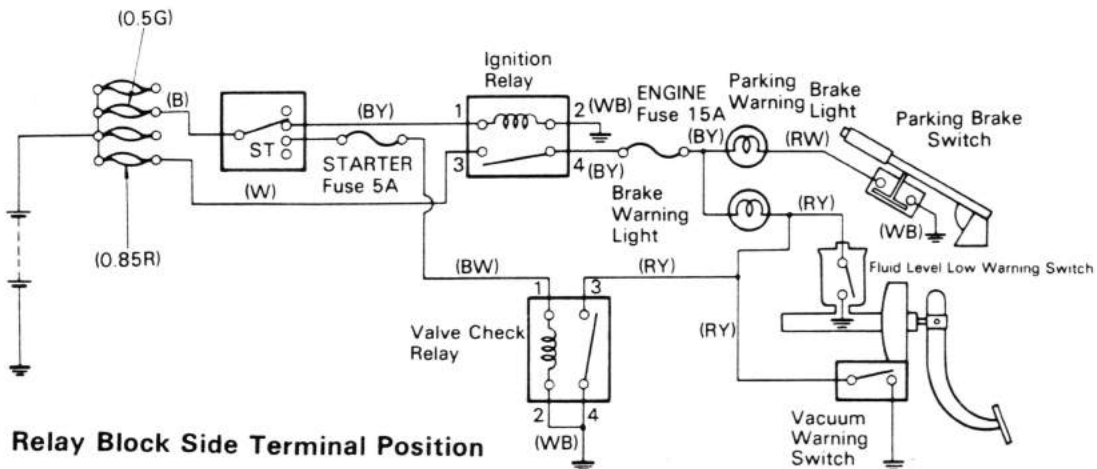 (0.5G)
Ignition
Relay
(B)
(BY)
1
2
(WB)
ENGINE
Fuse 15A
(BY)
Parking Brake
Warning Light
(RW)
Parking Brake
Switch
ST
STARTER
Fuse 5A
3
4
(BY)
(W)
Brake
Warning
Light
(RY)
(WB)
(0.85R)
(BW)
(RY)
Fluid Level Low Warning Switch
1
3
Valve Check
Relay
(RY)
2
4
(WB)
Vacuum
Warning
Switch
Relay Block Side Terminal Position